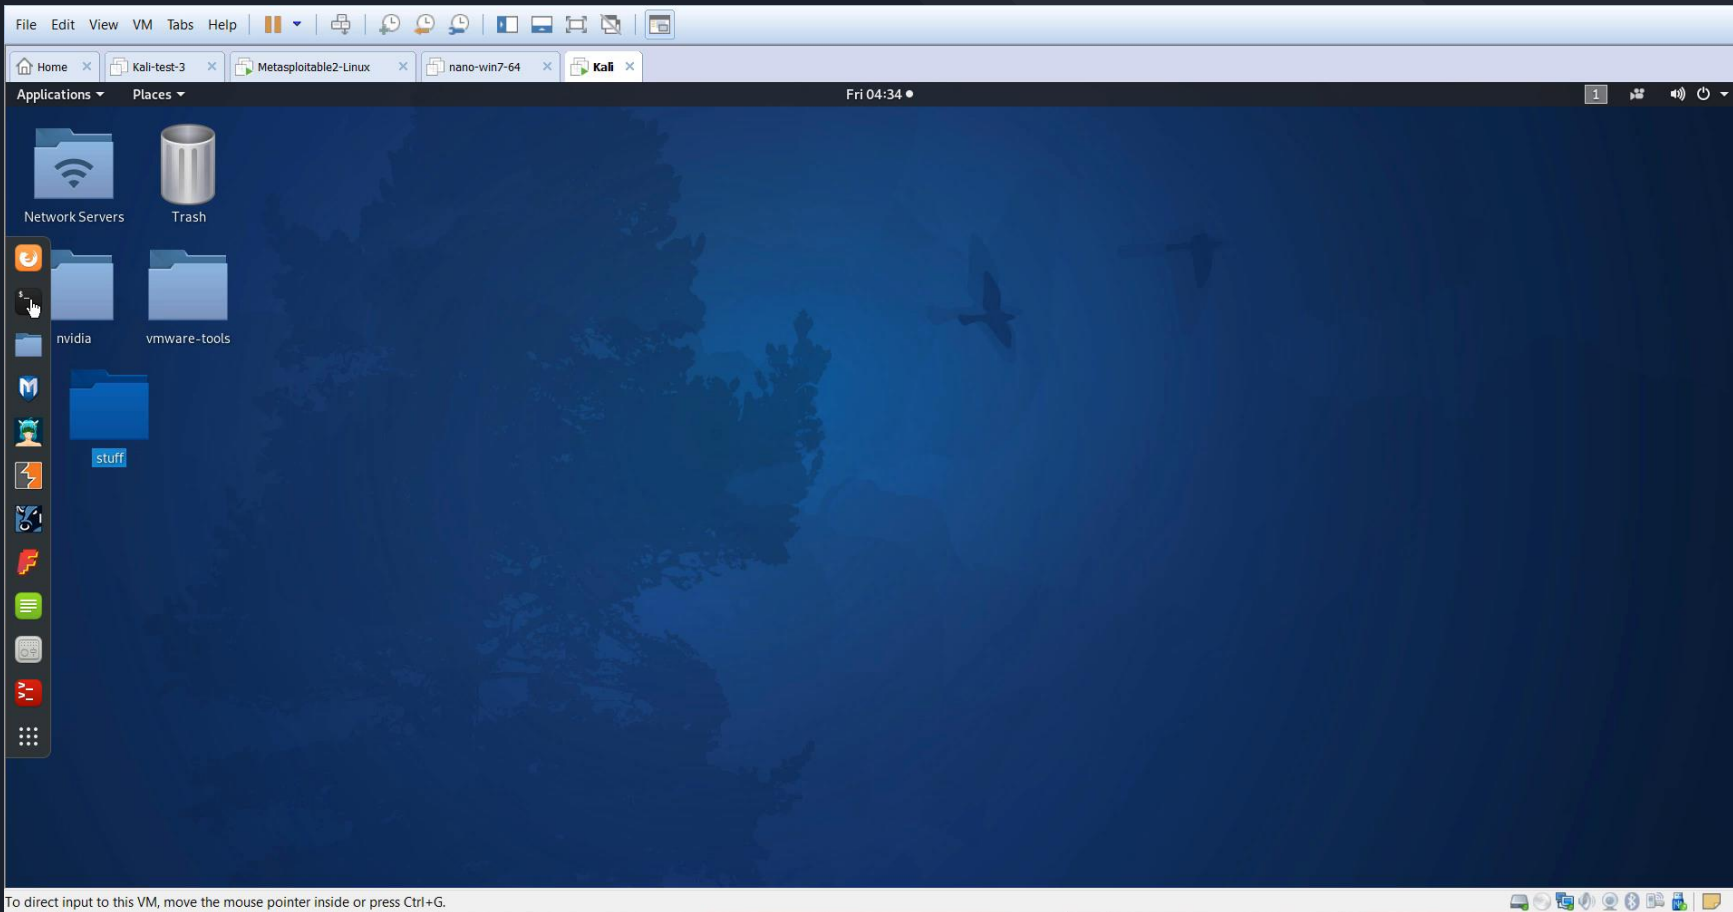 File Edit View VM Tabs Help
Home Kali-test-3 Metasploitable2-Linux nano-win7-64 Kali
Applications Places Fri 04:34 1
Network Servers Trash
nvidia vmware-tools
stuff
To direct input to this VM, move the mouse pointer inside or press Ctrl+G.